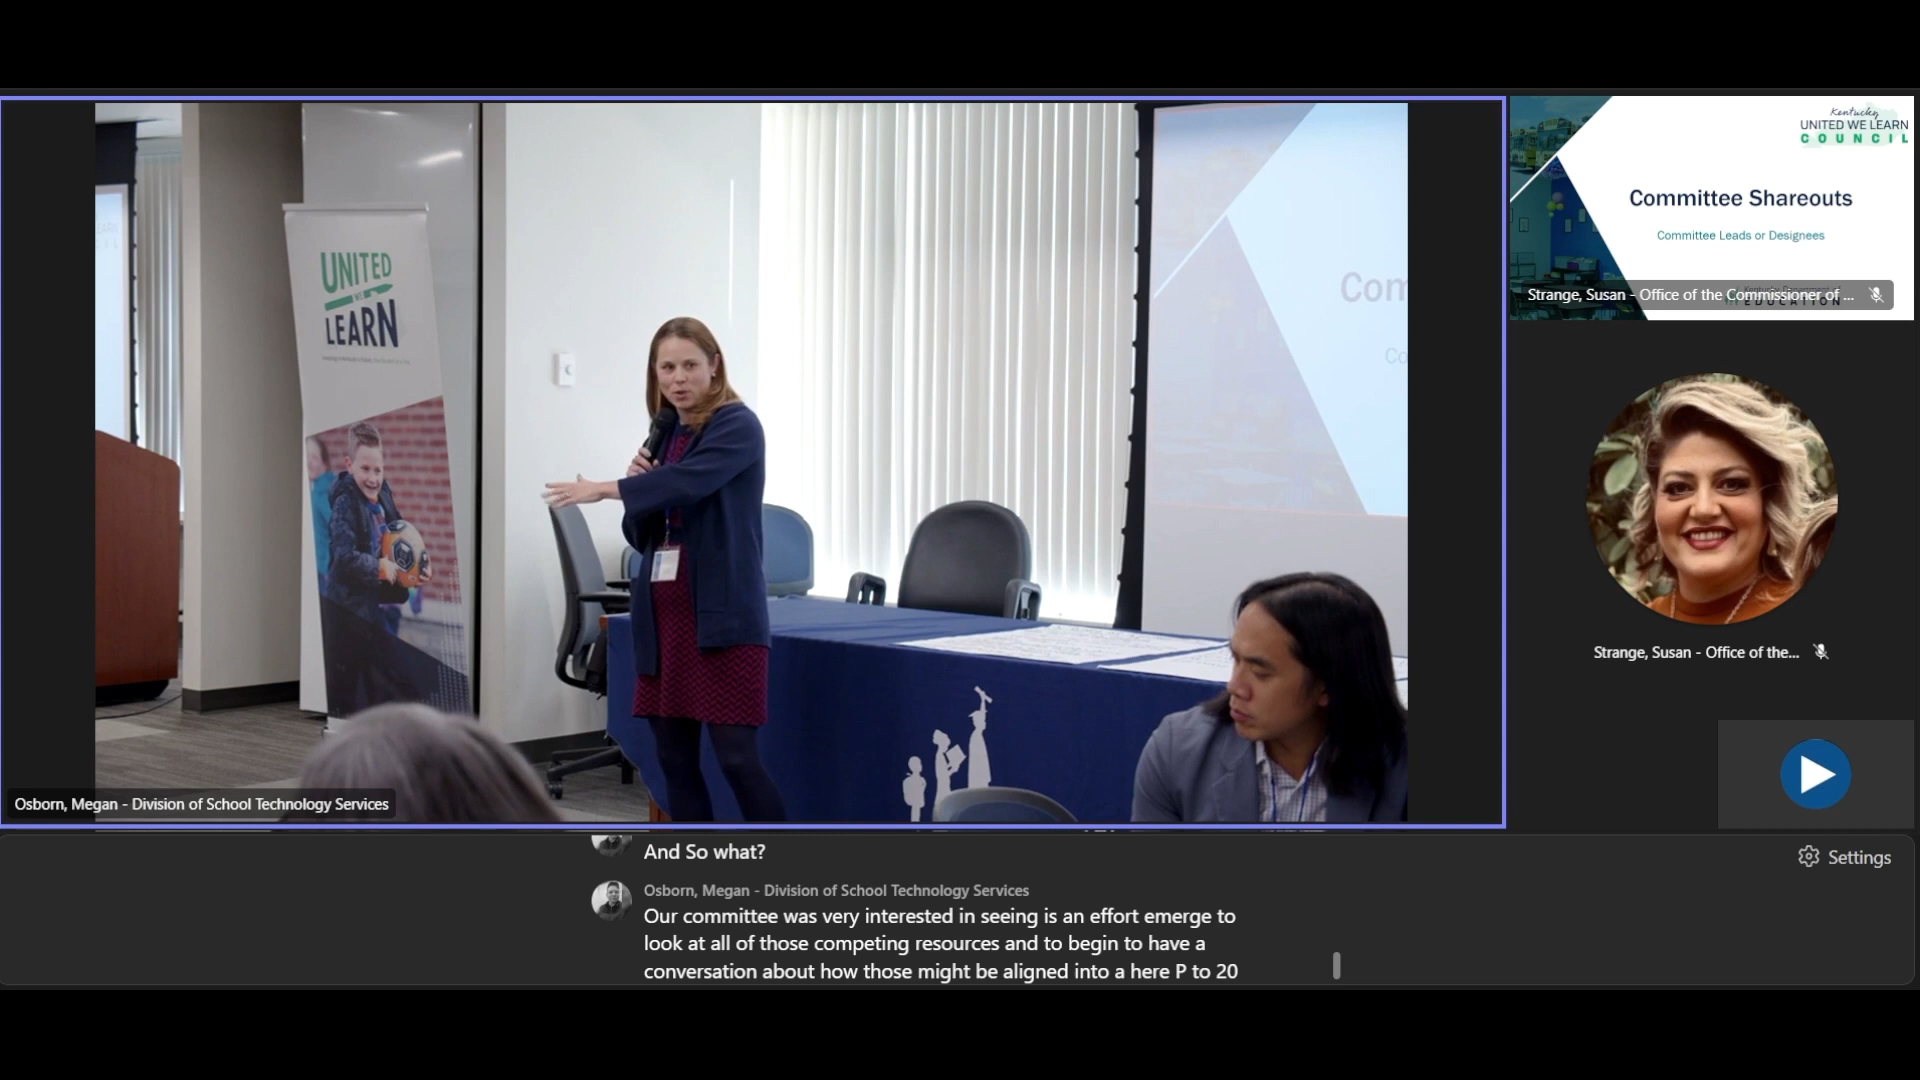 UNITED
WE
LEARN
Com
Co
Kentucky
UNITED WE LEARN
COUNCIL
Committee Shareouts
Committee Leads or Designees
EDUCATION
Strange, Susan - Office of the Commissioner of ...
Strange, Susan - Office of the...
Osborn, Megan - Division of School Technology Services
And So what?
Settings
Osborn, Megan - Division of School Technology Services
Our committee was very interested in seeing is an effort emerge to
look at all of those competing resources and to begin to have a
conversation about how those might be aligned into a here P to 20